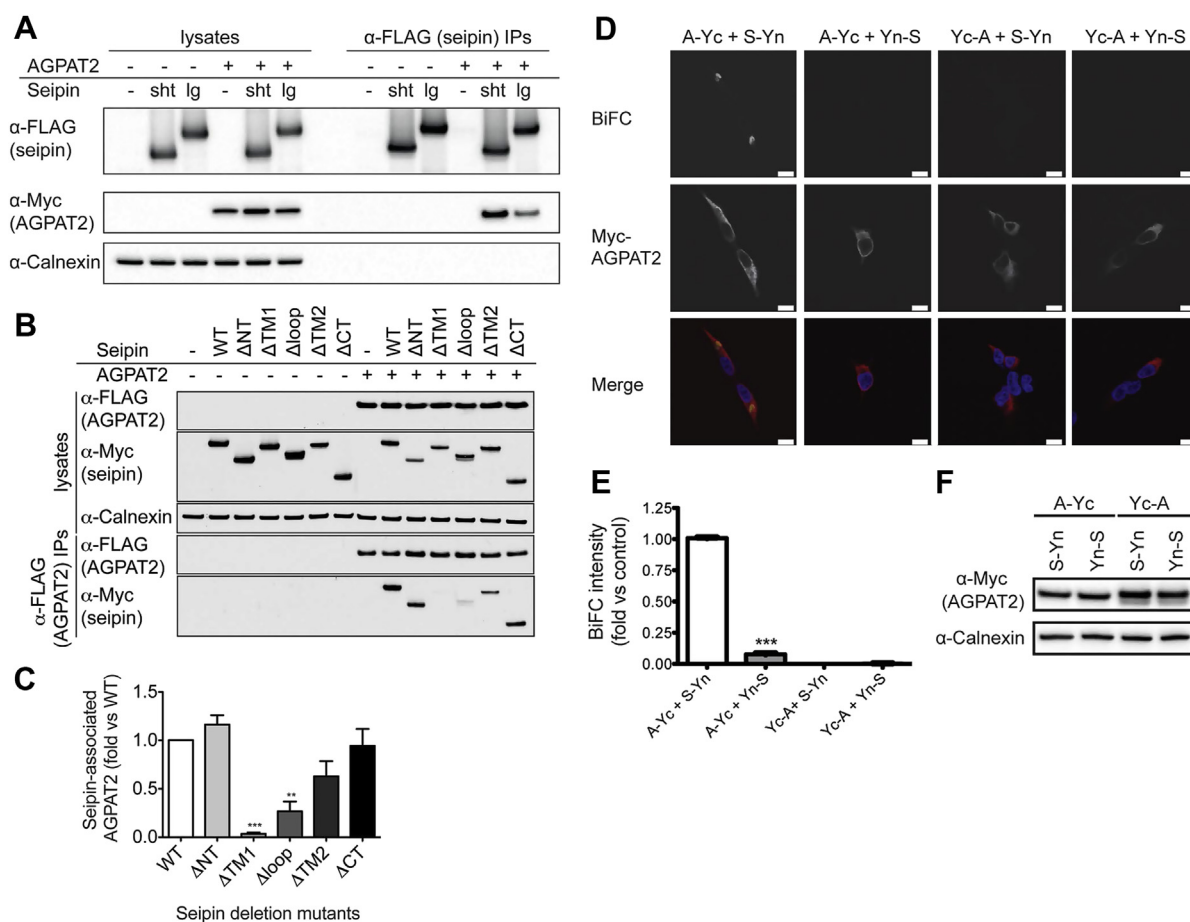 A
lysates α-FLAG (seipin) IPs
AGPAT2 - - - + + + - - - + + +
Seipin - sht lg - sht lg - sht lg - sht lg
α-FLAG
(seipin)
α-Myc
(AGPAT2)
α-Calnexin
B
Seipin - WT ΔNT ΔTM1 Δloop ΔTM2 ΔCT - WT ΔNT ΔTM1 Δloop ΔTM2 ΔCT
AGPAT2 - - - - - - - + + + + + + +
lysates
α-FLAG
(AGPAT2)
α-Myc
(seipin)
α-Calnexin
α-FLAG
(AGPAT2) IPs
α-FLAG
(AGPAT2)
α-Myc
(seipin)
C
Seipin-associated
AGPAT2 (fold vs WT)
1.5
1.0
0.5
0.0
*** **
WT ΔNT ΔTM1 Δloop ΔTM2 ΔCT
Seipin deletion mutants
D
A-Yc + S-Yn A-Yc + Yn-S Yc-A + S-Yn Yc-A + Yn-S
BiFC
Myc-
AGPAT2
Merge
E
BiFC intensity
(fold vs control)
1.25
1.00
0.75
0.50
0.25
0.00
***
A-Yc + S-Yn A-Yc + Yn-S Yc-A + S-Yn Yc-A + Yn-S
F
A-Yc Yc-A
S-Yn Yn-S S-Yn Yn-S
α-Myc
(AGPAT2)
α-Calnexin